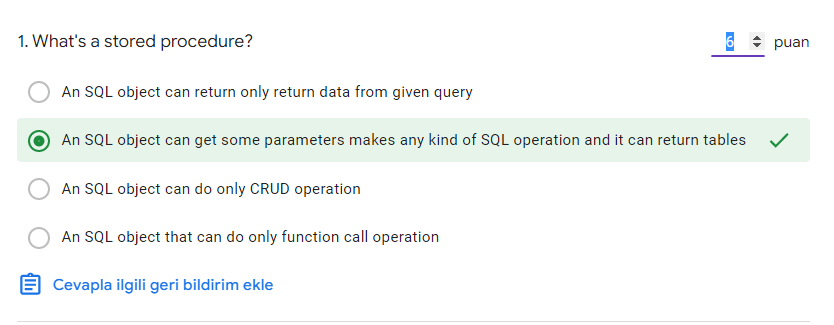 1. What's a stored procedure?
6 puan
An SQL object can return only return data from given query
An SQL object can get some parameters makes any kind of SQL operation and it can return tables
An SQL object can do only CRUD operation
An SQL object that can do only function call operation
Cevapla ilgili geri bildirim ekle